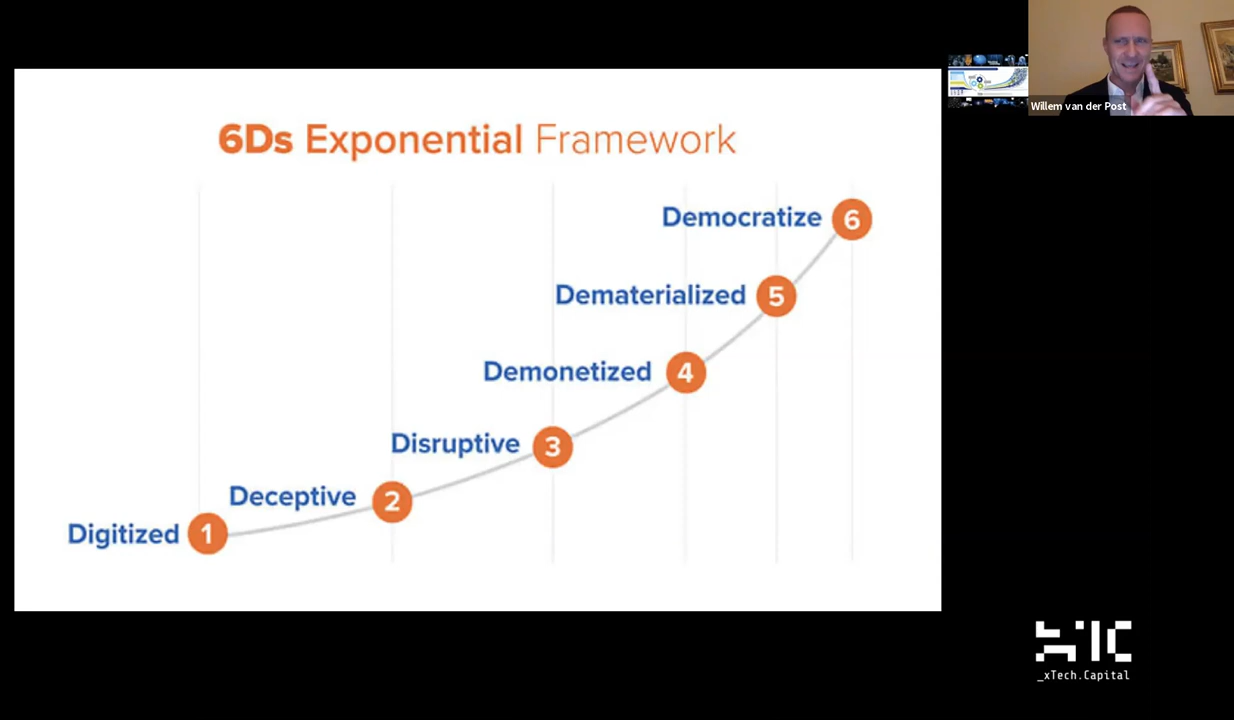 6Ds Exponential Framework
Democratize 6
Dematerialized 5
Demonetized 4
Disruptive 3
Deceptive 2
Digitized 1
Willem van der Post
_xTech.Capital